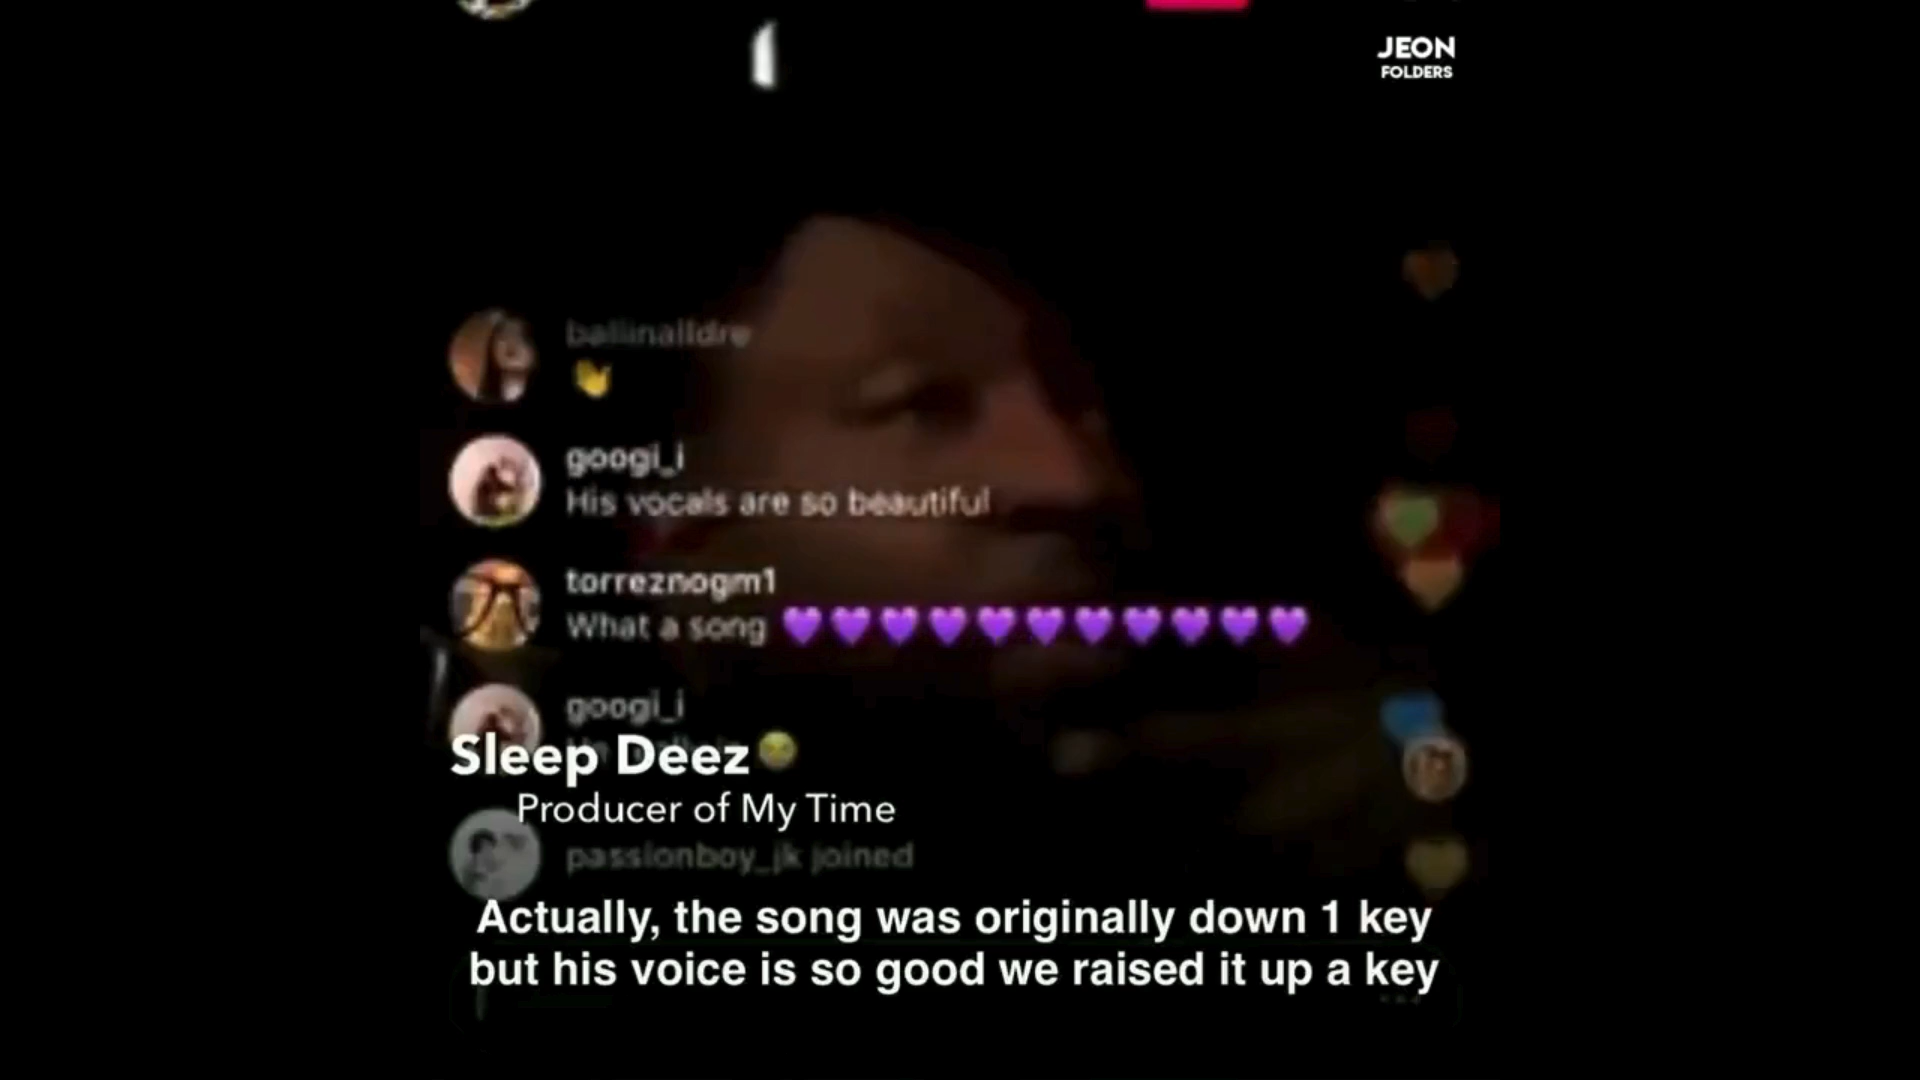 JEON
FOLDERS
ballinalldre
googi_i
His vocals are so beautiful
torreznogm1
What a song
googi_i
Sleep Deez
Producer of My Time
passionboy_jk joined
Actually, the song was originally down 1 key
but his voice is so good we raised it up a key